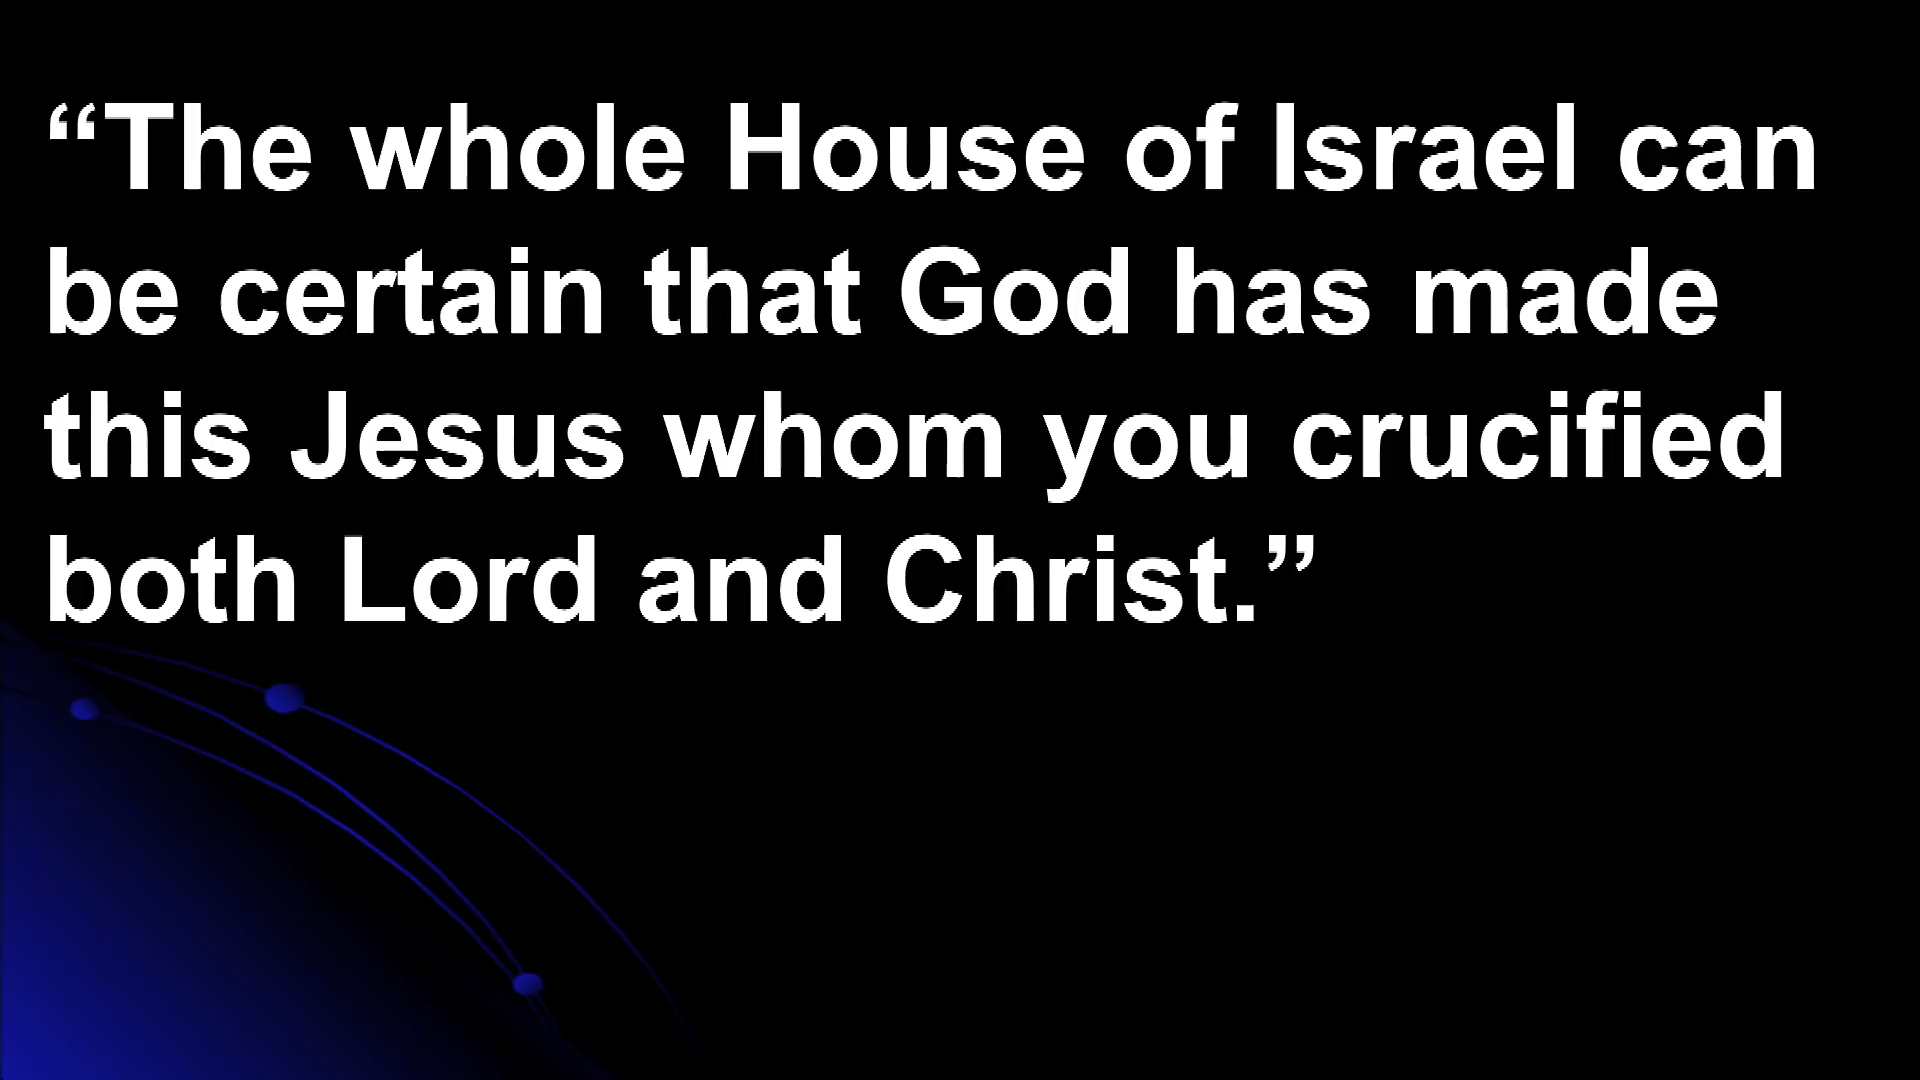 “The whole House of Israel can
be certain that God has made
this Jesus whom you crucified
both Lord and Christ.”